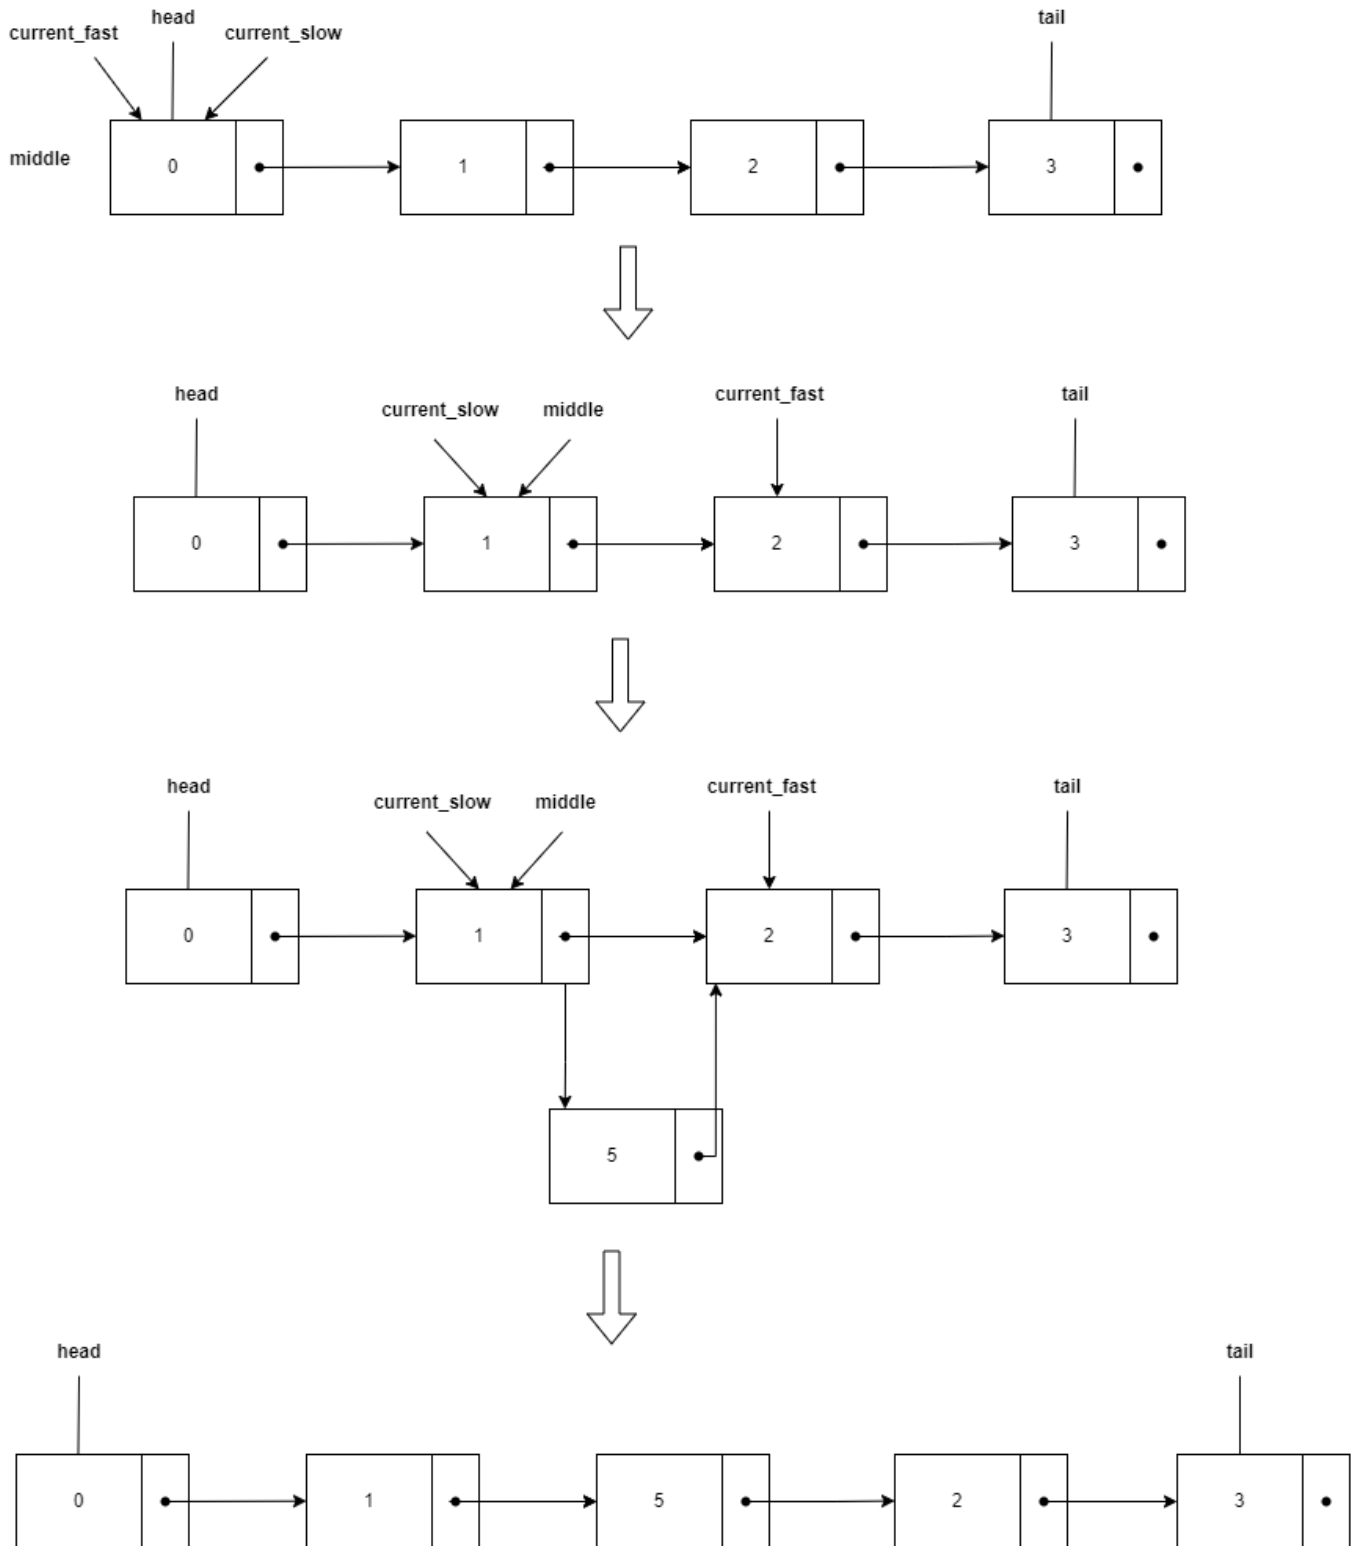 head
tail
current_fast
current_slow
middle
0
1
2
3
head
current_fast
tail
current_slow
middle
0
1
2
3
head
current_fast
tail
current_slow
middle
0
1
2
3
5
head
tail
0
1
5
2
3